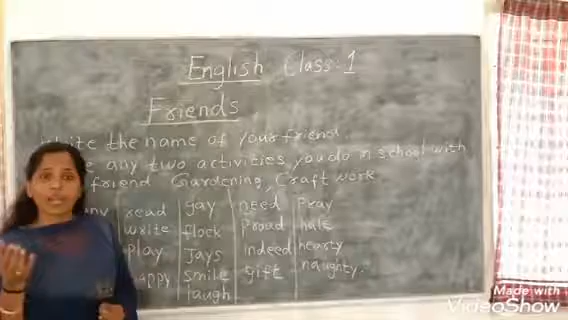 English Class-1
Friends
Write the name of your friend
any two activities, you do in school with
friend Gardening, Craft work
read gay need Pray
write flock Proud hale
Play Jays indeed hearty
smile gift naughty.
laugh
Made with
VideoShow